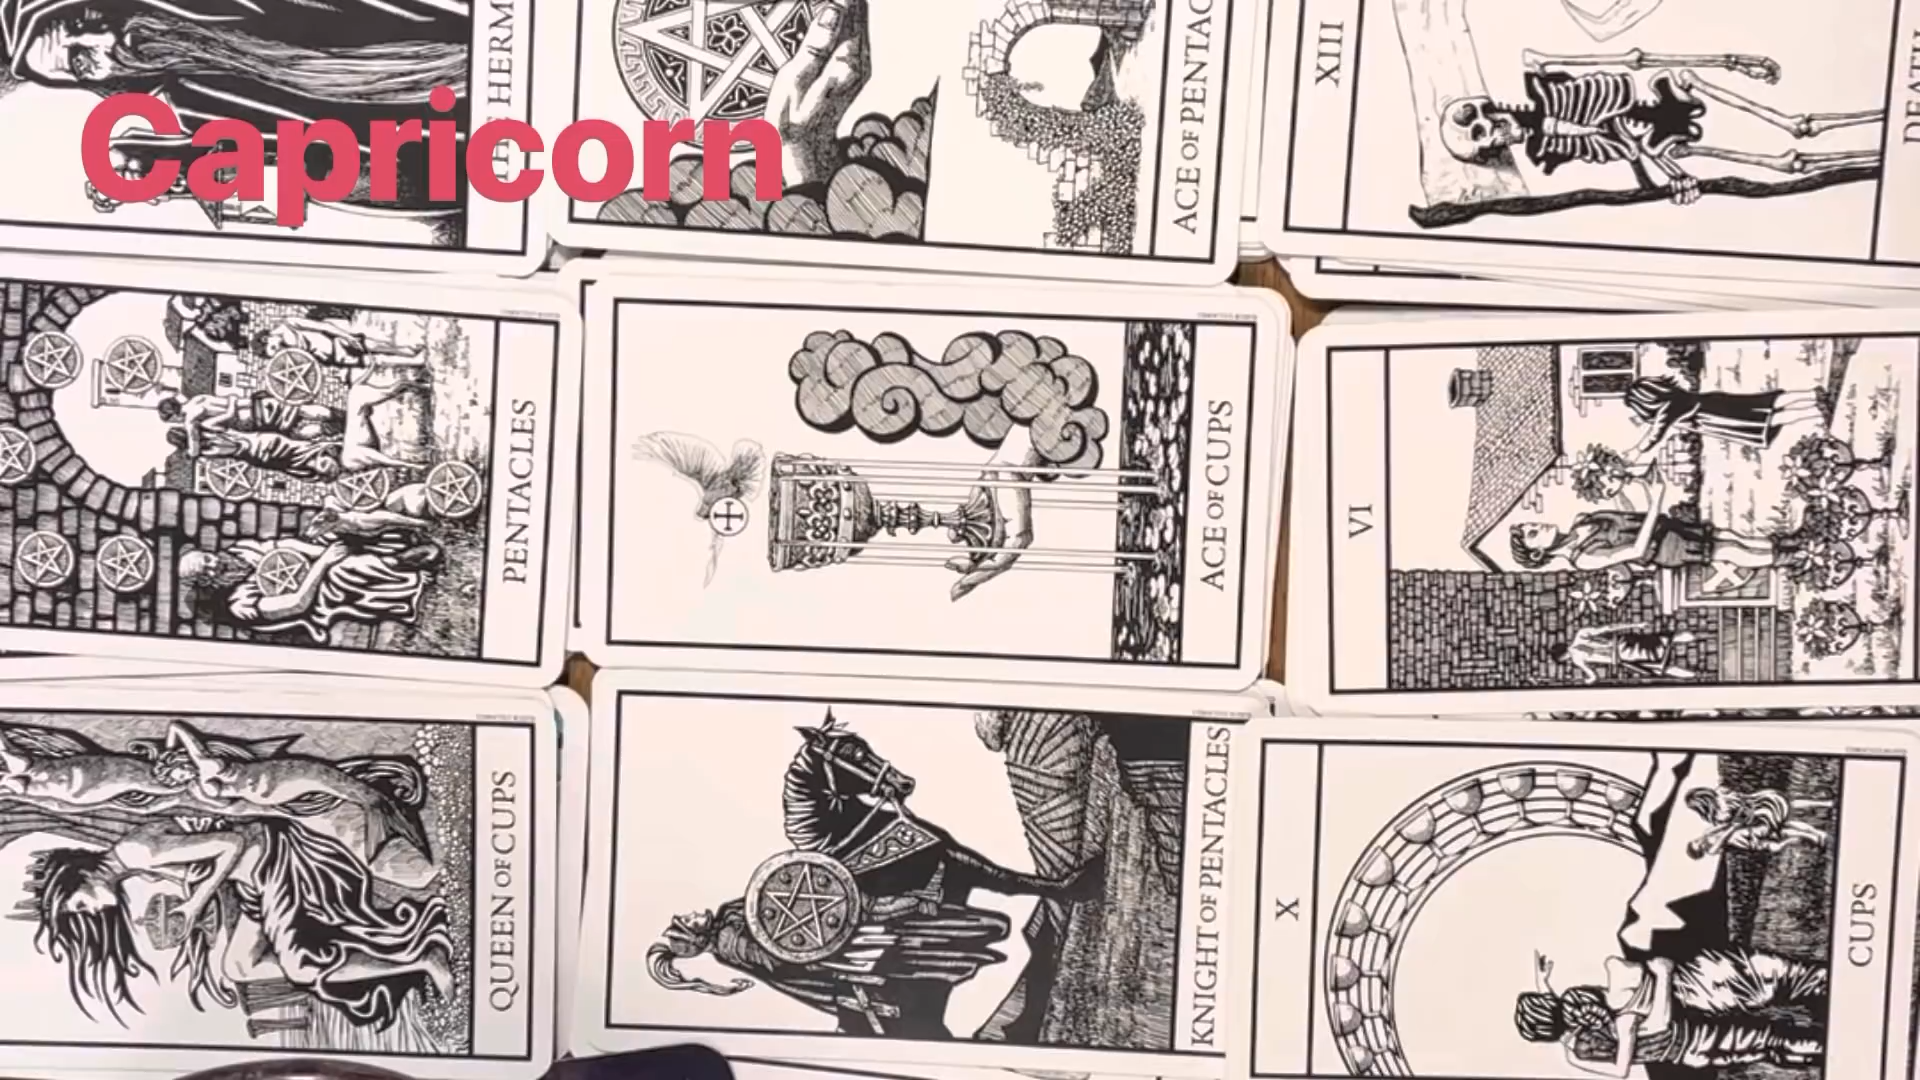 Capricorn
HERM
ACE OF PENTAC
XIII
DEATH
PENTACLES
ACE OF CUPS
VI
QUEEN OF CUPS
KNIGHT OF PENTACLES
X
CUPS